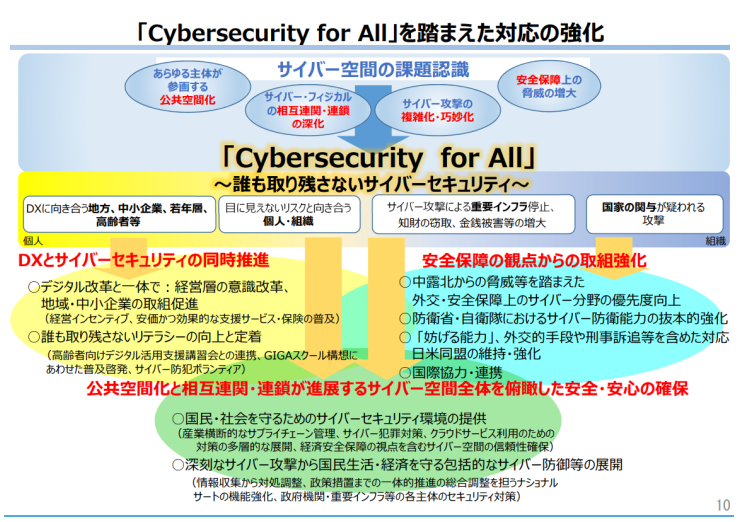 「Cybersecurity for All」を踏まえた対応の強化
サイバー空間の課題認識
あらゆる主体が
参画する
公共空間化
サイバー・フィジカル
の相互連関・連鎖
の深化
サイバー攻撃の
複雑化・巧妙化
安全保障上の
脅威の増大
「Cybersecurity for All」
～誰も取り残さないサイバーセキュリティ～
DXに向き合う地方、中小企業、若年層、
高齢者等
目に見えないリスクと向き合う
個人・組織
サイバー攻撃による重要インフラ停止、
知財の窃取、金銭被害等の増大
国家の関与が疑われる
攻撃
個人
組織
DXとサイバーセキュリティの同時推進
○デジタル改革と一体で：経営層の意識改革、
地域・中小企業の取組促進
（経営インセンティブ、安価かつ効果的な支援サービス・保険の普及）
○誰も取り残さないリテラシーの向上と定着
（高齢者向けデジタル活用支援講習会との連携、GIGAスクール構想に
あわせた普及啓発、サイバー防犯ボランティア）
安全保障の観点からの取組強化
○中露北からの脅威等を踏まえた
外交・安全保障上のサイバー分野の優先度向上
○防衛省・自衛隊におけるサイバー防衛能力の抜本的強化
○「妨げる能力」、外交的手段や刑事訴追等を含めた対応
日米同盟の維持・強化
○国際協力・連携
公共空間化と相互連関・連鎖が進展するサイバー空間全体を俯瞰した安全・安心の確保
○国民・社会を守るためのサイバーセキュリティ環境の提供
（産業横断的なサプライチェーン管理、サイバー犯罪対策、クラウドサービス利用のための
対策の多層的な展開、経済安全保障の視点を含むサイバー空間の信頼性確保）
○深刻なサイバー攻撃から国民生活・経済を守る包括的なサイバー防御等の展開
（情報収集から対処調整、政策措置までの一体的推進の総合調整を担うナショナル
サートの機能強化、政府機関・重要インフラ等の各主体のセキュリティ対策）
10